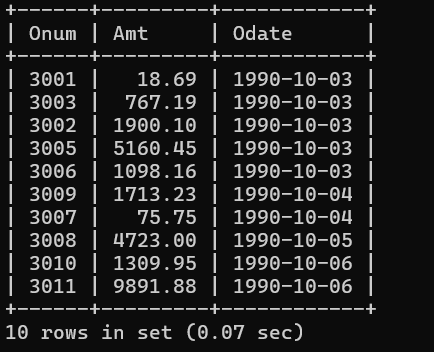 +------+---------+------------+
| Onum | Amt     | Odate      |
+------+---------+------------+
| 3001 |   18.69 | 1990-10-03 |
| 3003 |  767.19 | 1990-10-03 |
| 3002 | 1900.10 | 1990-10-03 |
| 3005 | 5160.45 | 1990-10-03 |
| 3006 | 1098.16 | 1990-10-03 |
| 3009 | 1713.23 | 1990-10-04 |
| 3007 |   75.75 | 1990-10-04 |
| 3008 | 4723.00 | 1990-10-05 |
| 3010 | 1309.95 | 1990-10-06 |
| 3011 | 9891.88 | 1990-10-06 |
+------+---------+------------+
10 rows in set (0.07 sec)